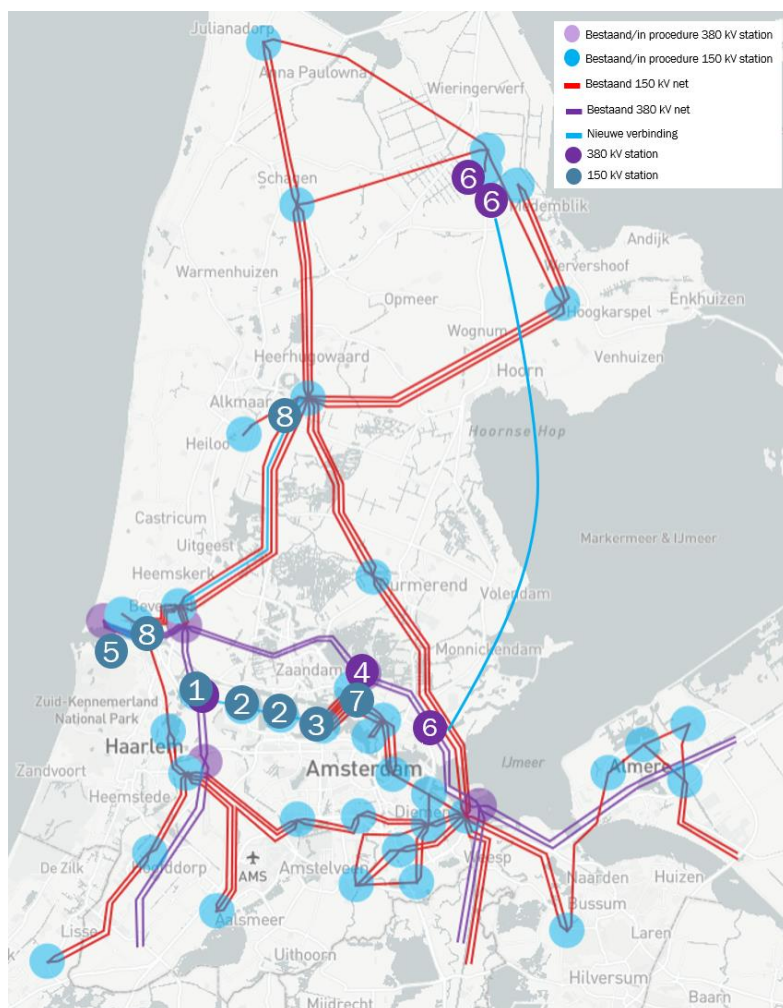 Julianadorp
Anna Paulowna
Wieringerwerf
Bestaand/in procedure 380 kV station
Bestaand/in procedure 150 kV station
Bestaand 150 kV net
Bestaand 380 kV net
Nieuwe verbinding
380 kV station
150 kV station
Schagen
6
6
Medemblik
Andijk
Warmenhuizen
Wervershoof
Opmeer
Enkhuizen
Hoogkarspel
Wognum
Venhuizen
Heerhugowaard
Hoorn
Alkmaar
8
Heiloo
Hoornse Hop
Castricum
Markermeer & IJmeer
Uitgeest
Heemskerk
Purmerend
Volendam
8
5
Monnickendam
Zaandam
4
1
2
2
3
7
6
Zuid-Kennemerland
National Park
Haarlem
IJmeer
Zandvoort
Amsterdam
Almere
Heemstede
Diemen
De Zilk
Hoofddorp
AMS
Amstelveen
Weesp
Naarden
Huizen
Bussum
Lisse
Aalsmeer
Laren
Uithoorn
Hilversum
Mijdrecht
Baarn